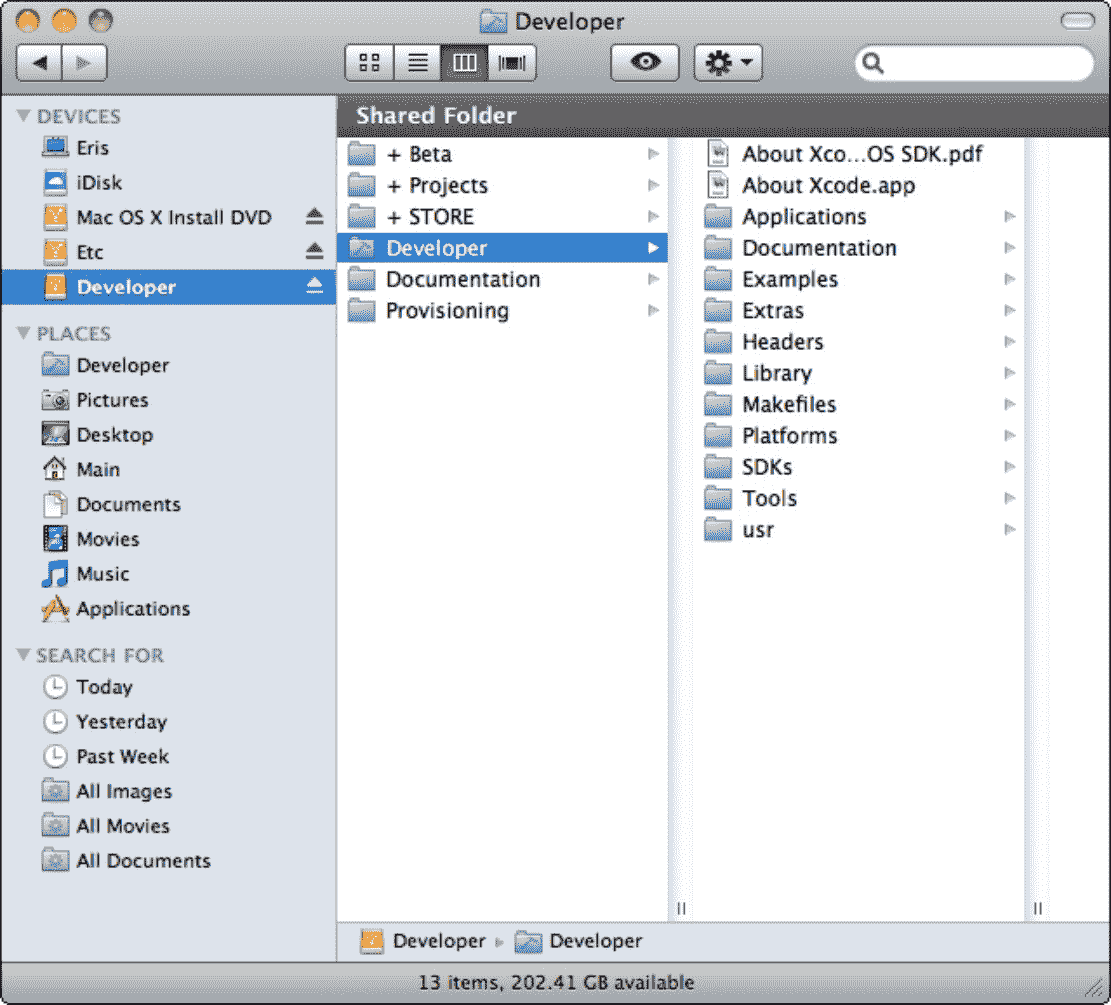 Developer
DEVICES
Eris
iDisk
Mac OS X Install DVD
Etc
Developer
PLACES
Developer
Pictures
Desktop
Main
Documents
Movies
Music
Applications
SEARCH FOR
Today
Yesterday
Past Week
All Images
All Movies
All Documents
Shared Folder
+ Beta
+ Projects
+ STORE
Developer
Documentation
Provisioning
About Xco...OS SDK.pdf
About Xcode.app
Applications
Documentation
Examples
Extras
Headers
Library
Makefiles
Platforms
SDKs
Tools
usr
Developer Developer
13 items, 202.41 GB available